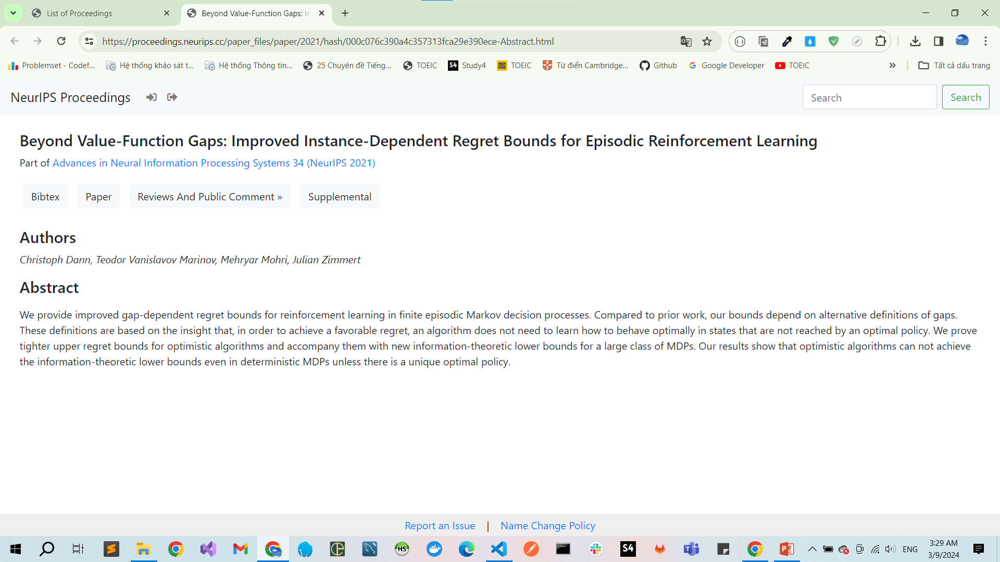 List of Proceedings
Beyond Value-Function Gaps: In
https://proceedings.neurips.cc/paper_files/paper/2021/hash/000c076c390a4c357313fca29e390ece-Abstract.html
Problemset - Codef... Hệ thống khảo sát t... Hệ thống Thông tin... 25 Chuyên đề Tiếng... TOEIC S4 Study4 MEM RISE TOEIC Từ điển Cambridge... Github G Google Developer TOEIC » Tất cả dấu trang
NeurIPS Proceedings Search Search
Beyond Value-Function Gaps: Improved Instance-Dependent Regret Bounds for Episodic Reinforcement Learning
Part of Advances in Neural Information Processing Systems 34 (NeurIPS 2021)
Bibtex Paper Reviews And Public Comment » Supplemental
Authors
Christoph Dann, Teodor Vanislavov Marinov, Mehryar Mohri, Julian Zimmert
Abstract
We provide improved gap-dependent regret bounds for reinforcement learning in finite episodic Markov decision processes. Compared to prior work, our bounds depend on alternative definitions of gaps.
These definitions are based on the insight that, in order to achieve a favorable regret, an algorithm does not need to learn how to behave optimally in states that are not reached by an optimal policy. We prove
tighter upper regret bounds for optimistic algorithms and accompany them with new information-theoretic lower bounds for a large class of MDPs. Our results show that optimistic algorithms can not achieve
the information-theoretic lower bounds even in deterministic MDPs unless there is a unique optimal policy.
Report an Issue | Name Change Policy
HS S4 ENG 3:29 AM
3/9/2024